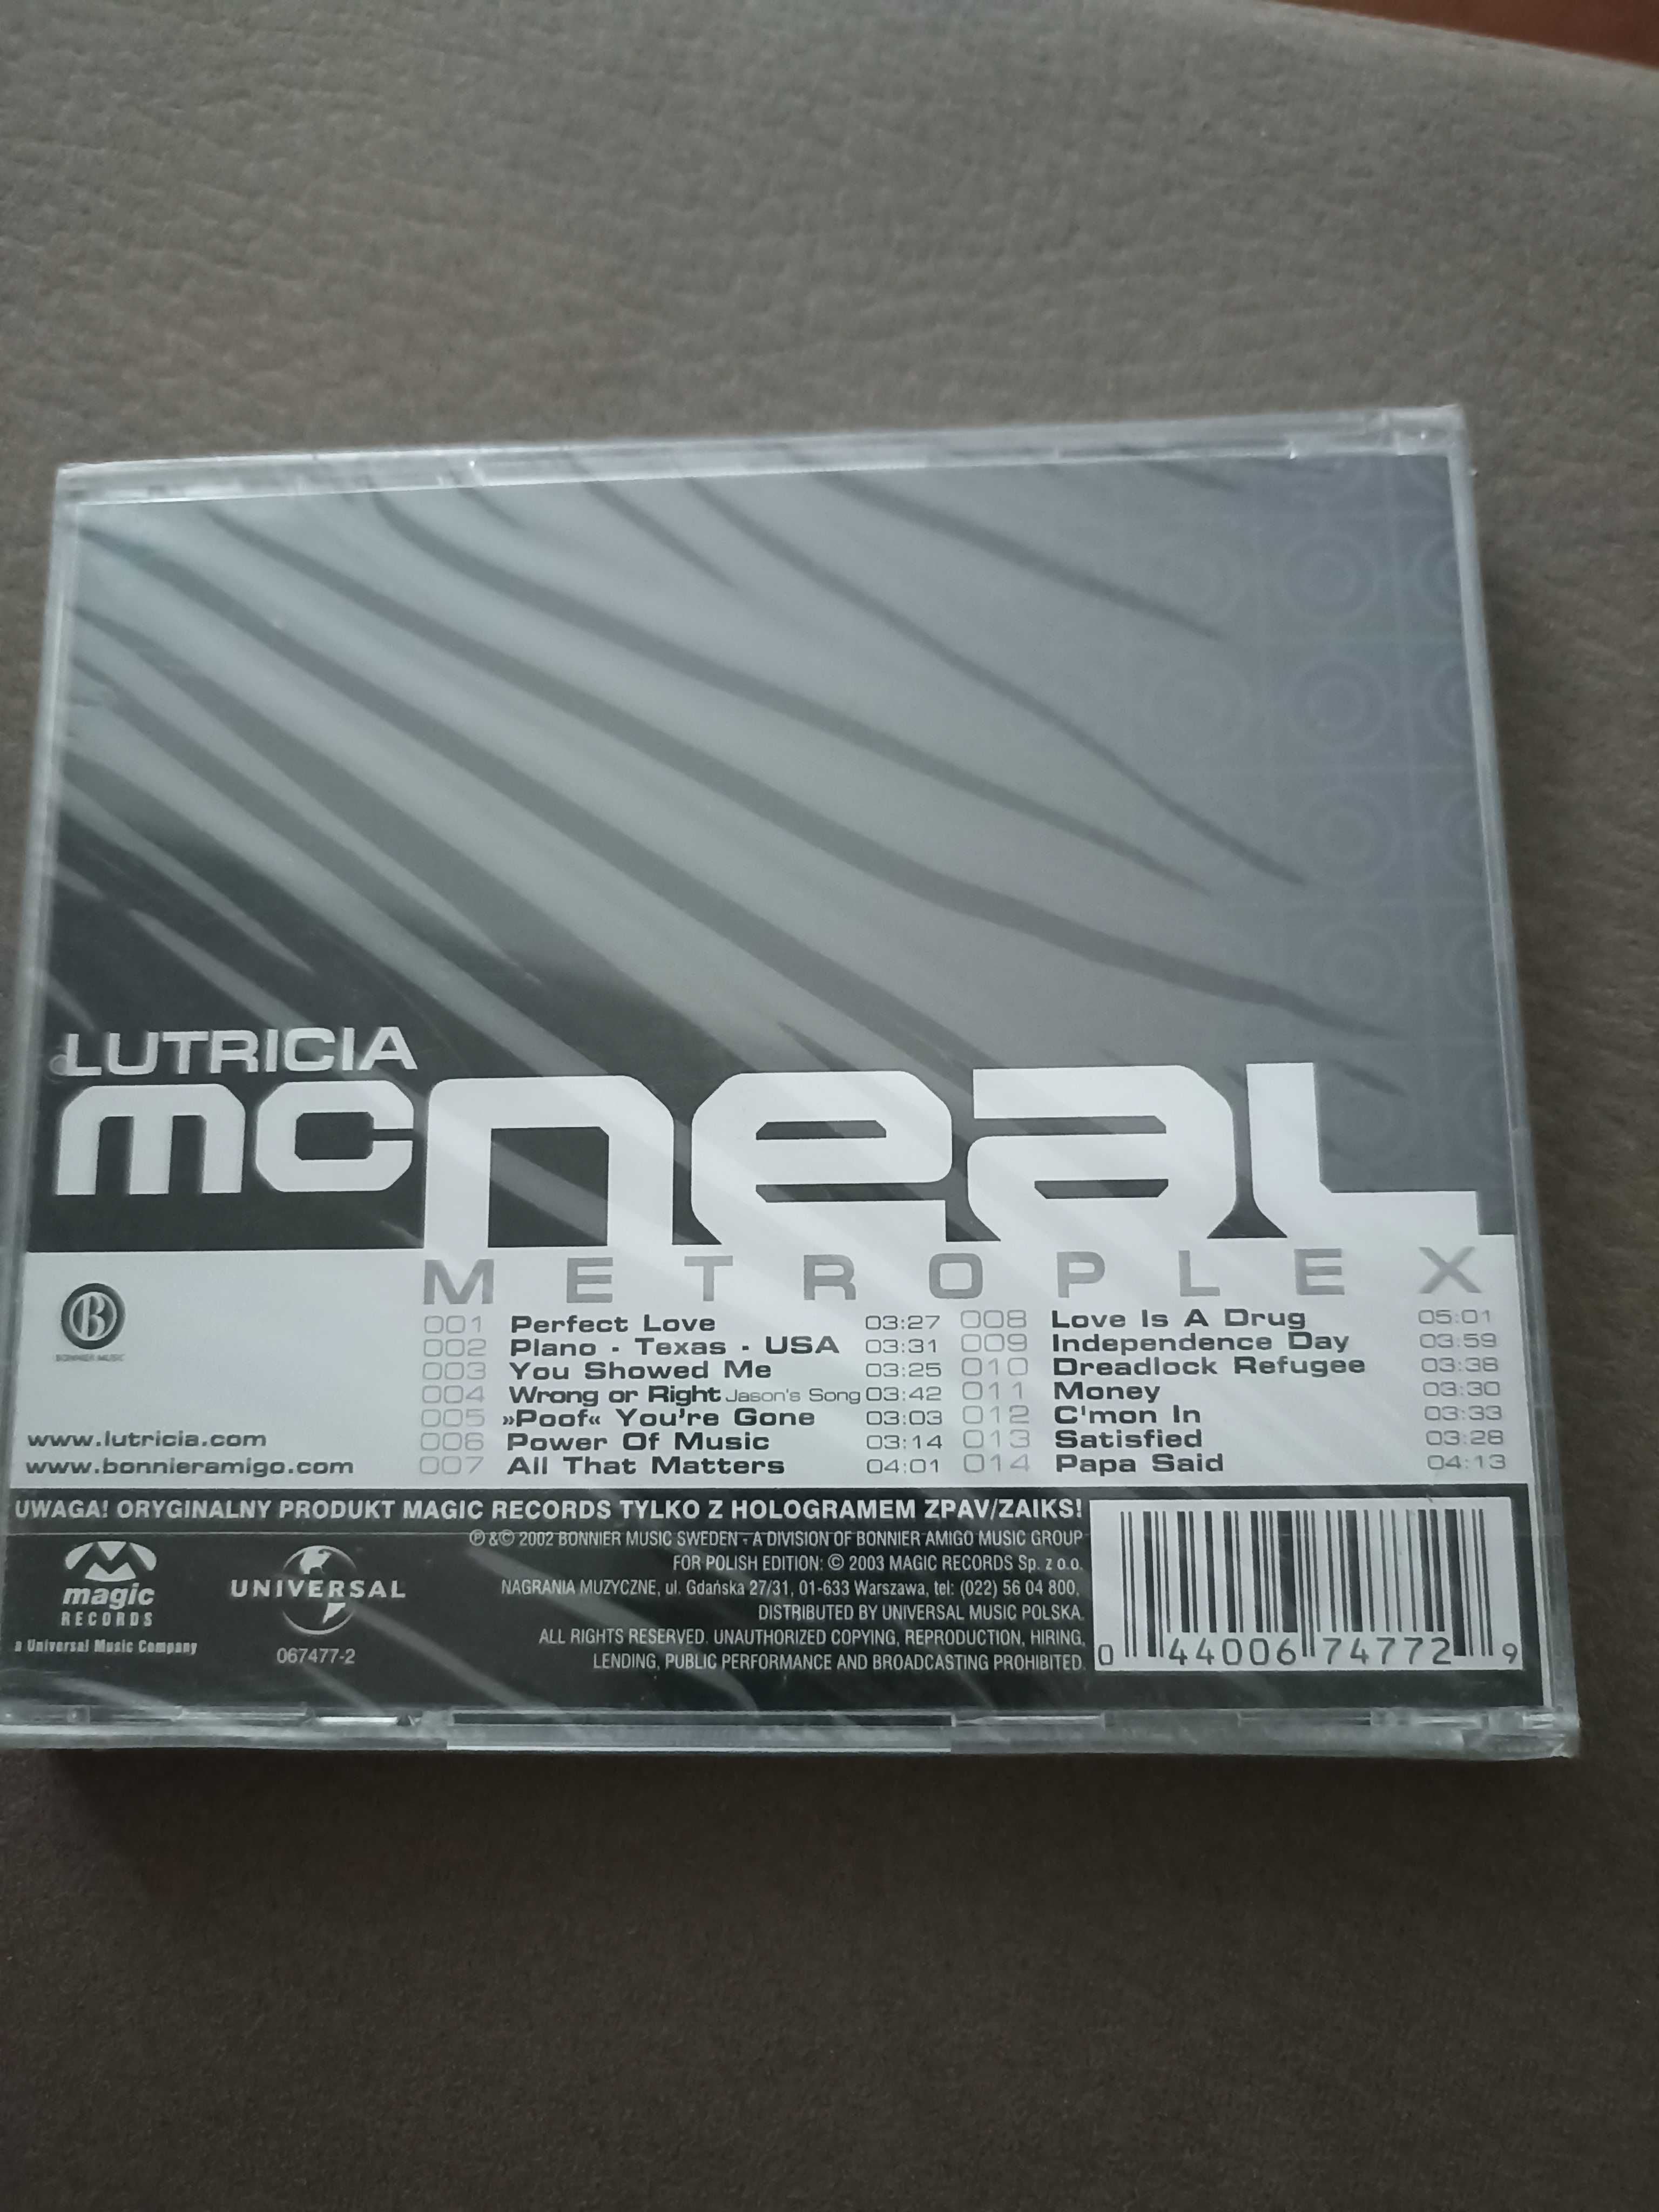 LUTRICIA
mcneal
METROPLEX
001 Perfect Love 03:27
002 Plano - Texas - USA 03:31
003 You Showed Me 03:25
004 Wrong or Right Jason's Song 03:42
005 »Poof« You're Gone 03:03
006 Power Of Music 03:14
007 All That Matters 04:01
008 Love Is A Drug 05:01
009 Independence Day 03:59
010 Dreadlock Refugee 03:38
011 Money 03:30
012 C'mon In 03:33
013 Satisfied 03:28
014 Papa Said 04:13
B
BONNIER MUSIC
www.lutricia.com
www.bonnieramigo.com
UWAGA! ORYGINALNY PRODUKT MAGIC RECORDS TYLKO Z HOLOGRAMEM ZPAV/ZAIKS!
℗ & © 2002 BONNIER MUSIC SWEDEN - A DIVISION OF BONNIER AMIGO MUSIC GROUP
FOR POLISH EDITION: © 2003 MAGIC RECORDS Sp. z o.o.
NAGRANIA MUZYCZNE, ul. Gdańska 27/31, 01-633 Warszawa, tel: (022) 56 04 800,
DISTRIBUTED BY UNIVERSAL MUSIC POLSKA.
ALL RIGHTS RESERVED. UNAUTHORIZED COPYING, REPRODUCTION, HIRING,
LENDING, PUBLIC PERFORMANCE AND BROADCASTING PROHIBITED.
magic
RECORDS
a Universal Music Company
UNIVERSAL
067477-2
0 44006 74772 9